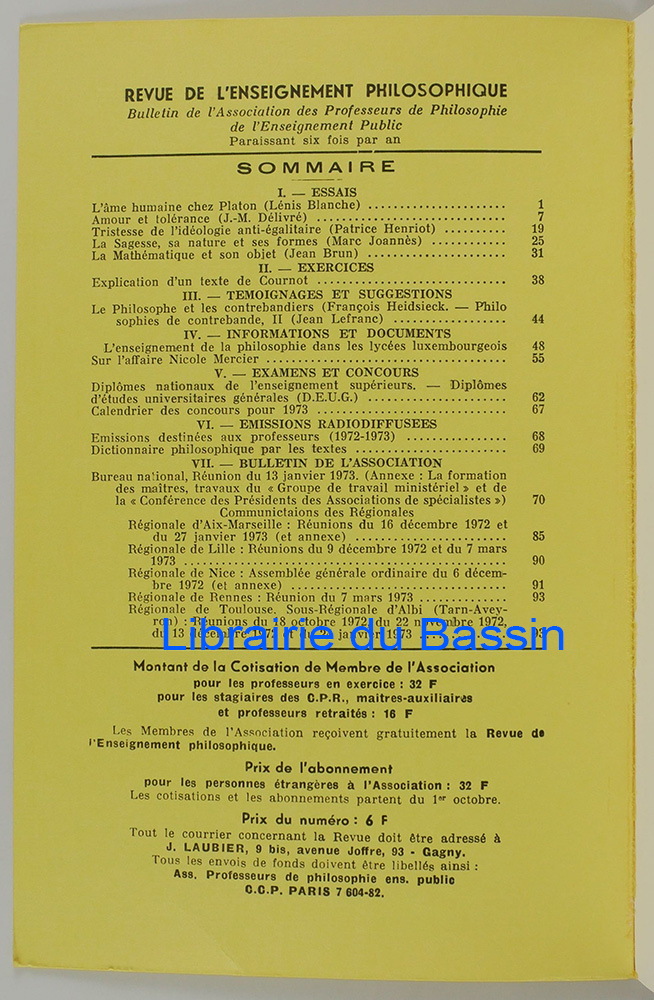 REVUE DE L'ENSEIGNEMENT PHILOSOPHIQUE
Bulletin de l'Association des Professeurs de Philosophie
de l'Enseignement Public
Paraissant six fois par an
SOMMAIRE
I. — ESSAIS
L'âme humaine chez Platon (Lénis Blanche) ...................... 1
Amour et tolérance (J.-M. Délivré) .............................. 7
Tristesse de l'idéologie anti-égalitaire (Patrice Henriot) .......... 19
La Sagesse, sa nature et ses formes (Marc Joannès) ............ 25
La Mathématique et son objet (Jean Brun) ...................... 31
II. — EXERCICES
Explication d'un texte de Cournot .............................. 38
III. — TEMOIGNAGES ET SUGGESTIONS
Le Philosophe et les contrebandiers (François Heidsieck. — Philo
sophies de contrebande, II (Jean Lefranc) .................. 44
IV. — INFORMATIONS ET DOCUMENTS
L'enseignement de la philosophie dans les lycées luxembourgeois 48
Sur l'affaire Nicole Mercier ...................................... 55
V. — EXAMENS ET CONCOURS
Diplômes nationaux de l'enseignement supérieurs. — Diplômes
d'études universitaires générales (D.E.U.G.) ...................... 62
Calendrier des concours pour 1973 .............................. 67
VI. — EMISSIONS RADIODIFFUSEES
Emissions destinées aux professeurs (1972-1973) ................ 68
Dictionnaire philosophique par les textes ........................ 69
VII. — BULLETIN DE L'ASSOCIATION
Bureau national, Réunion du 13 janvier 1973. (Annexe : La formation
des maîtres, travaux du « Groupe de travail ministériel » et de
la « Conférence des Présidents des Associations de spécialistes ») 70
Communictaions des Régionales
Régionale d'Aix-Marseille : Réunions du 16 décembre 1972 et
du 27 janvier 1973 (et annexe) ........................ 85
Régionale de Lille : Réunions du 9 décembre 1972 et du 7 mars
1973 .................................................... 90
Régionale de Nice : Assemblée générale ordinaire du 6 décem-
bre 1972 (et annexe) .................................. 91
Régionale de Rennes : Réunion du 7 mars 1973 .............. 93
Régionale de Toulouse. Sous-Régionale d'Albi (Tarn-Avey-
ron) : Réunions du 18 octobre 1972, du 22 novembre 1972,
du 13 décembre 1972 et du janvier 1973 .............. 93
Librairie du Bassin
Montant de la Cotisation de Membre de l'Association
pour les professeurs en exercice : 32 F
pour les stagiaires des C.P.R., maitres-auxiliaires
et professeurs retraités : 16 F
Les Membres de l'Association reçoivent gratuitement la Revue de
l'Enseignement philosophique.
Prix de l'abonnement
pour les personnes étrangères à l'Association : 32 F
Les cotisations et les abonnements partent du 1er octobre.
Prix du numéro : 6 F
Tout le courrier concernant la Revue doit être adressé à
J. LAUBIER, 9 bis, avenue Joffre, 93 - Gagny.
Tous les envois de fonds doivent être libellés ainsi :
Ass. Professeurs de philosophie ens. public
C.C.P. PARIS 7 604-82.